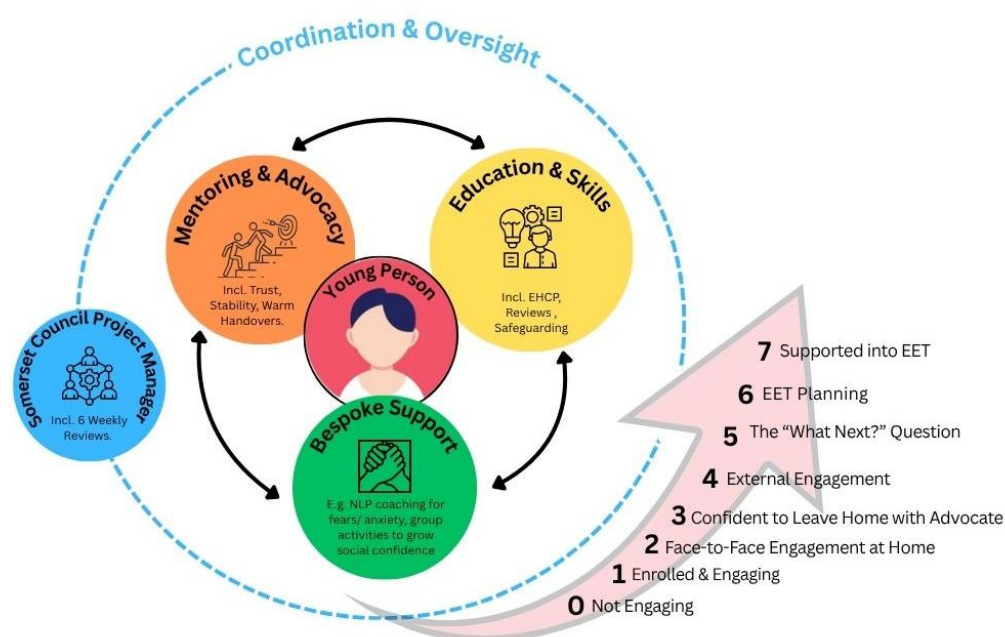 Coordination & Oversight
Mentoring & Advocacy
Incl. Trust,
Stability, Warm
Handovers.
Education & Skills
Incl. EHCP,
Reviews ,
Safeguarding
Young Person
Somerset Council Project Manager
Incl. 6 Weekly
Reviews.
Bespoke Support
E.g. NLP coaching for
fears/ anxiety, group
activities to grow
social confidence
7 Supported into EET
6 EET Planning
5 The “What Next?” Question
4 External Engagement
3 Confident to Leave Home with Advocate
2 Face-to-Face Engagement at Home
1 Enrolled & Engaging
0 Not Engaging